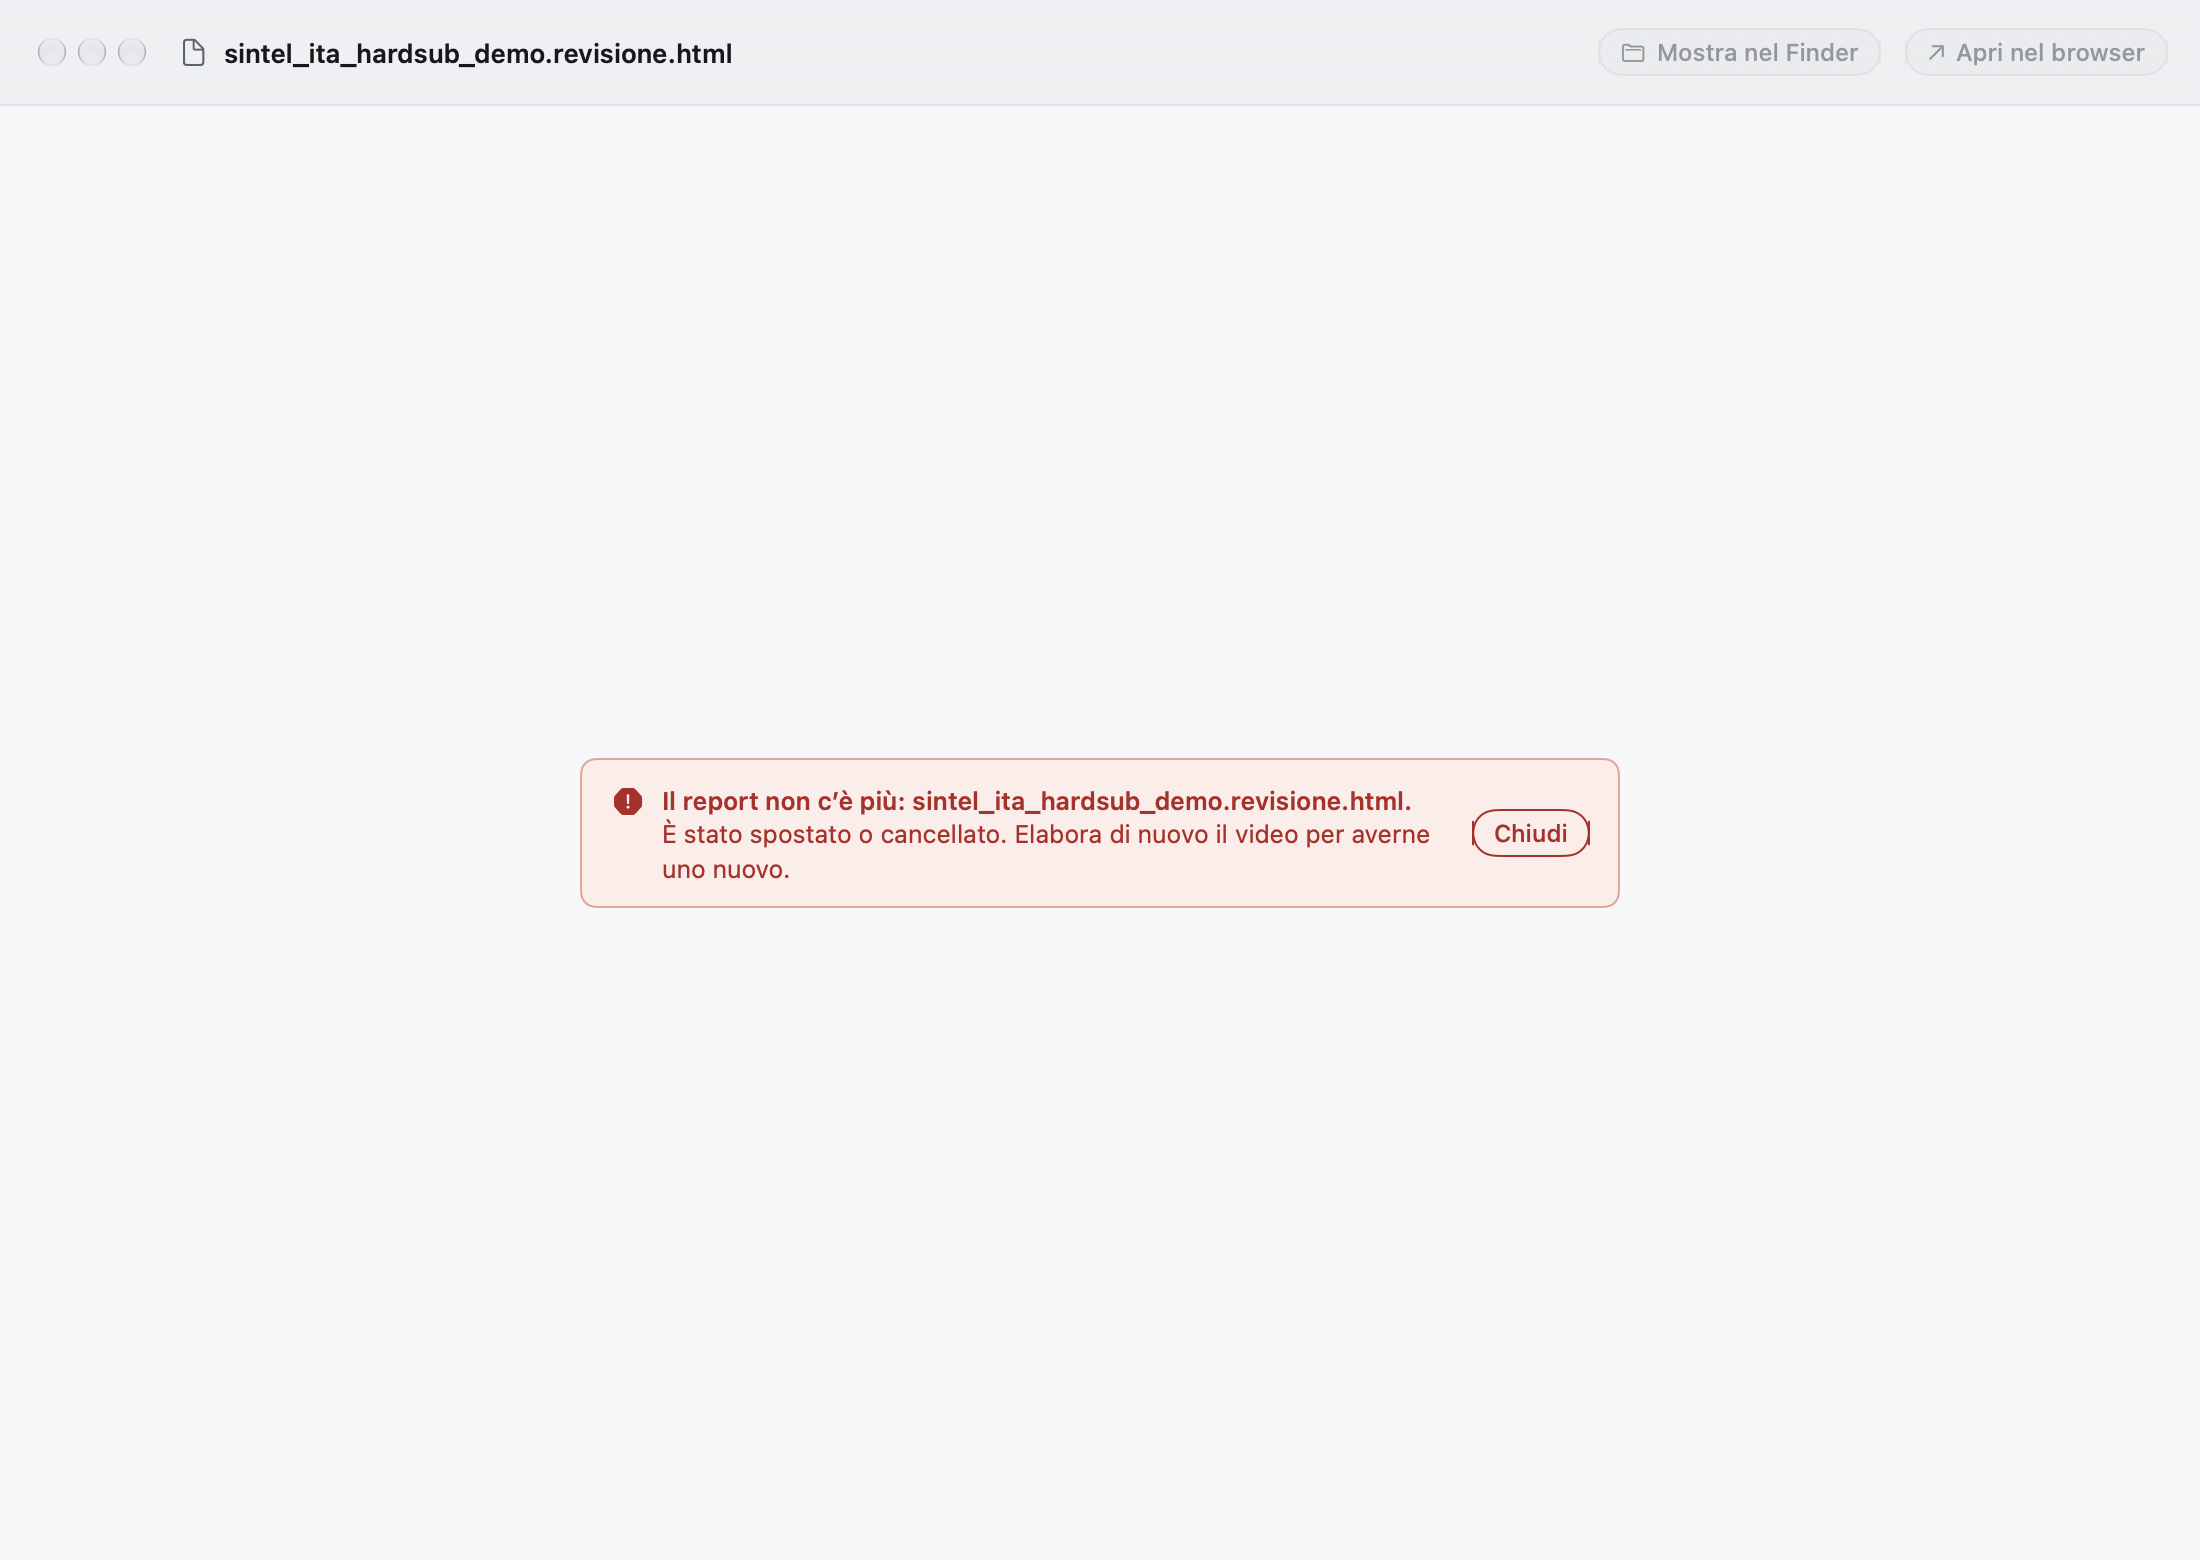 sintel_ita_hardsub_demo.revisione.html
Mostra nel Finder
Apri nel browser
Il report non c’è più: sintel_ita_hardsub_demo.revisione.html.
È stato spostato o cancellato. Elabora di nuovo il video per averne
uno nuovo.
Chiudi